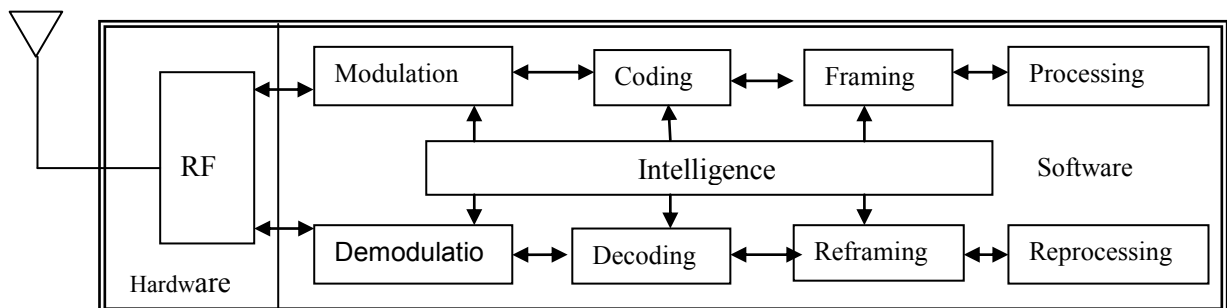 Modulation
Coding
Framing
Processing
RF
Intelligence
Software
Demodulatio
Decoding
Reframing
Reprocessing
Hardware